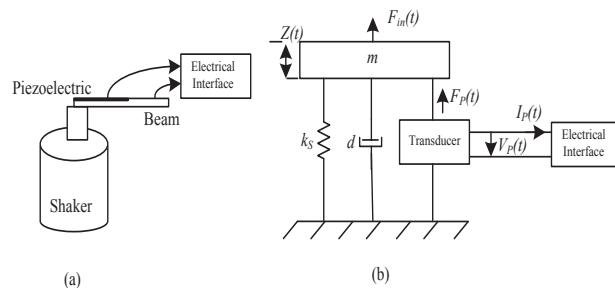 Piezoelectric
Electrical
Interface
Beam
Shaker
(a)
Z(t)
F_in(t)
m
k_S
d
F_P(t)
Transducer
I_P(t)
V_P(t)
Electrical
Interface
(b)